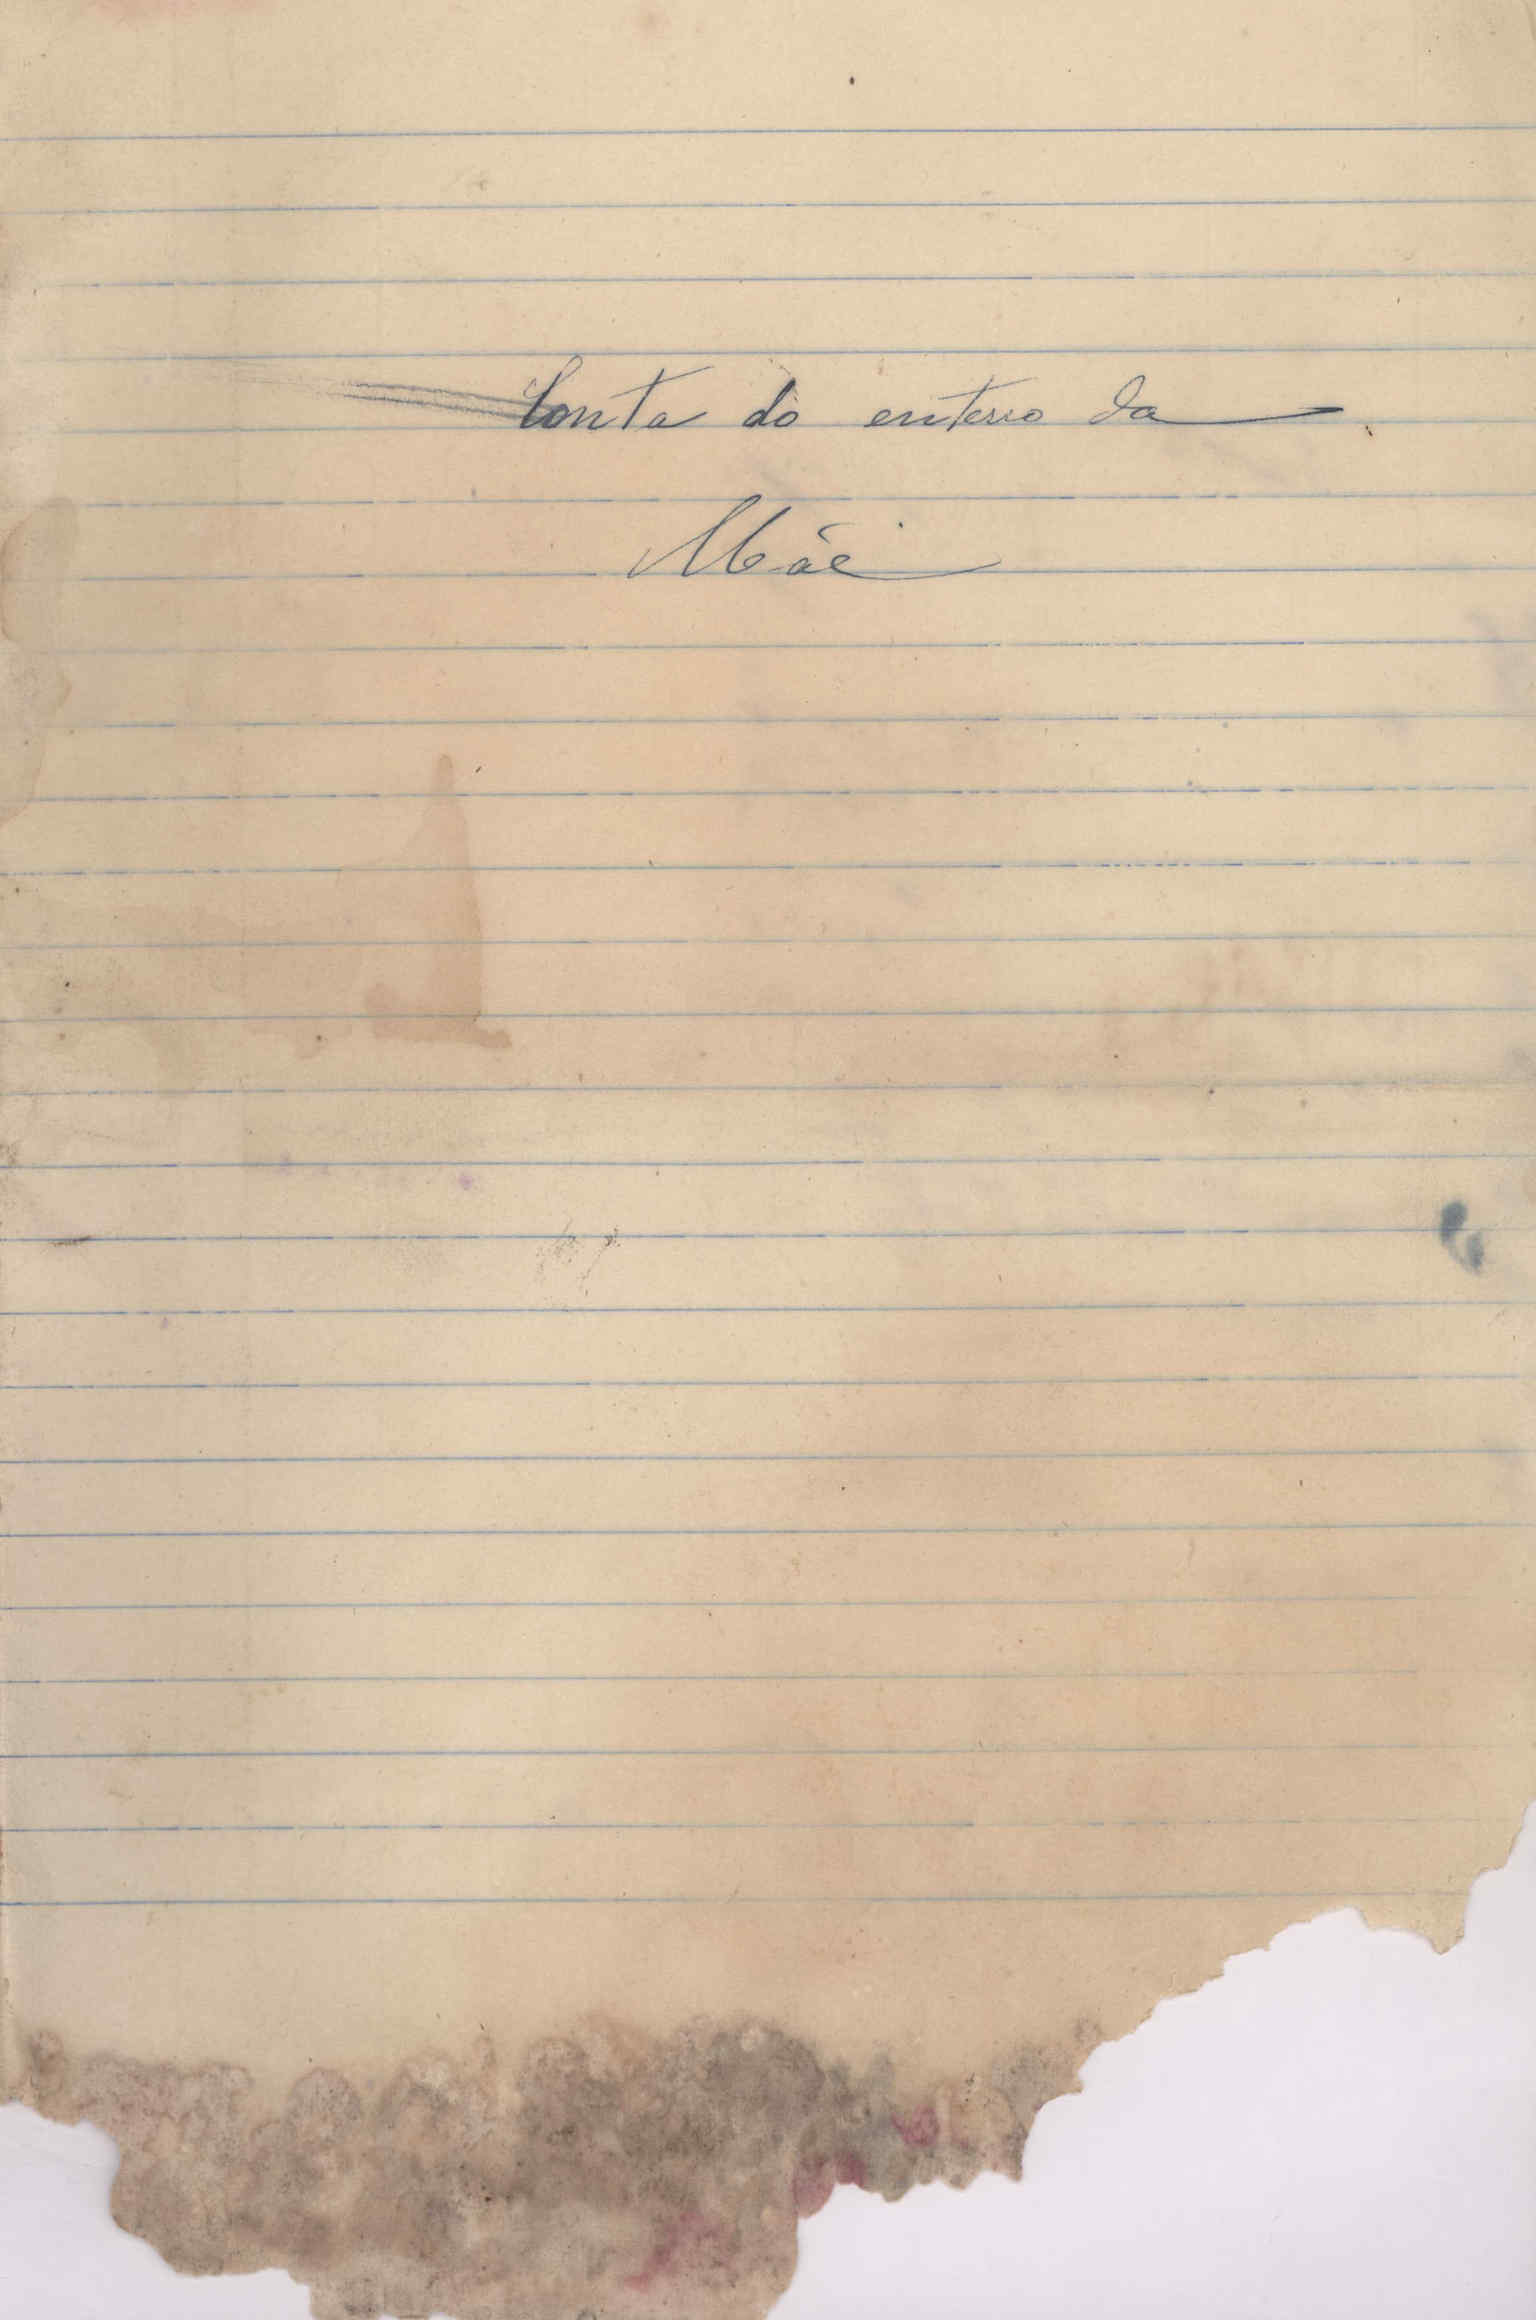 Conta do enterro da
Mãe